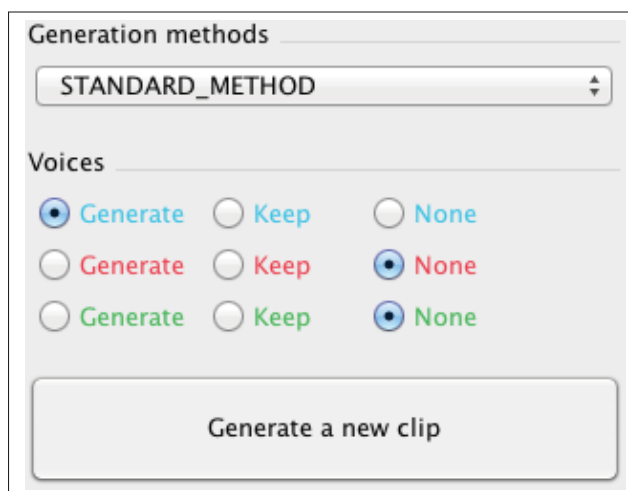 Generation methods
STANDARD_METHOD
Voices
Generate Keep None
Generate Keep None
Generate Keep None
Generate a new clip